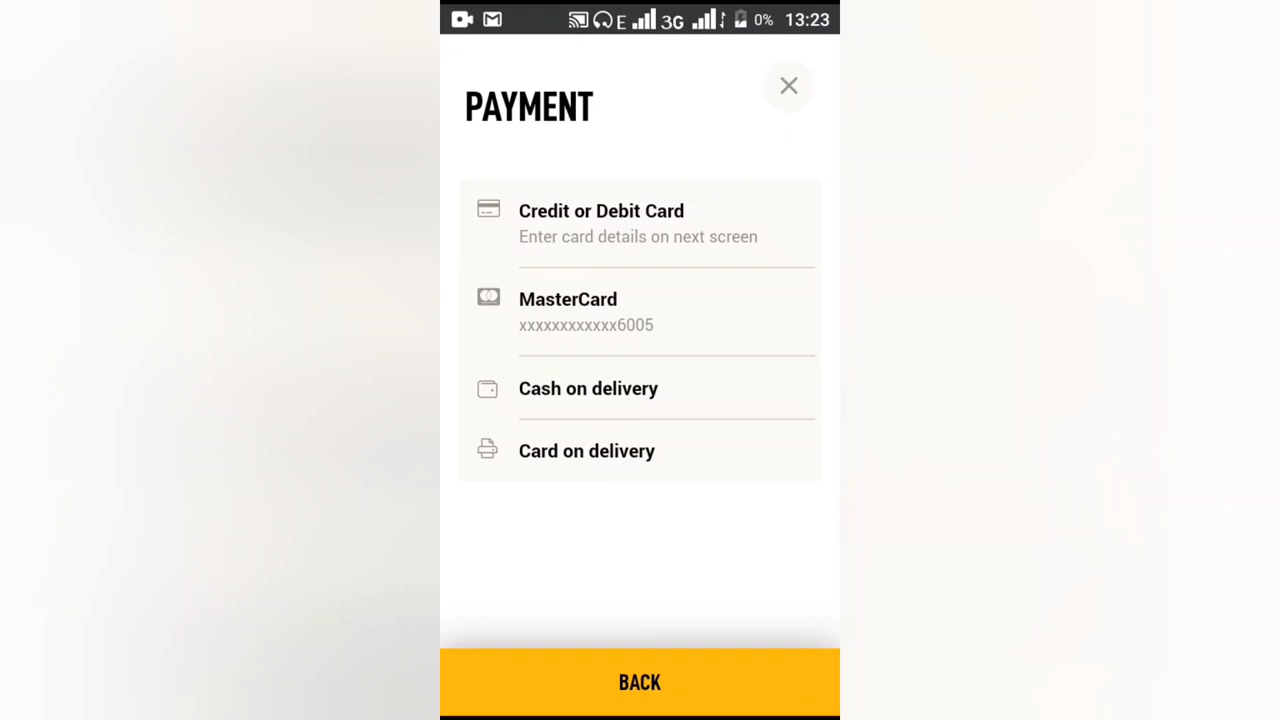 E 3G 0% 13:23
PAYMENT
Credit or Debit Card
Enter card details on next screen
MasterCard
xxxxxxxxxxxx6005
Cash on delivery
Card on delivery
BACK